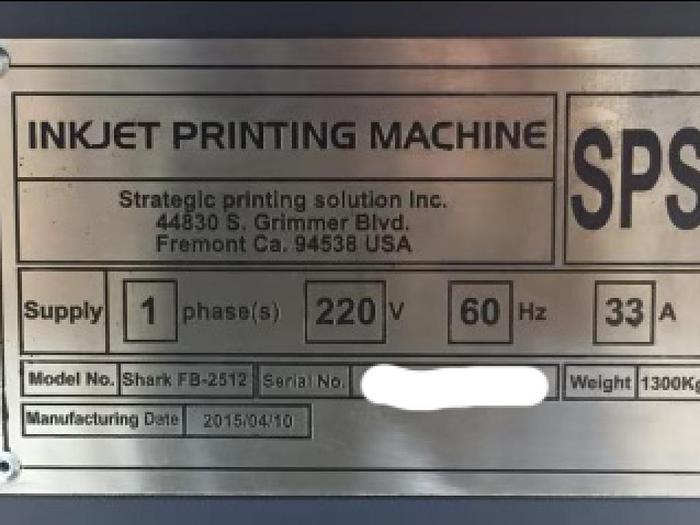 INKJET PRINTING MACHINE
SPS
Strategic printing solution Inc.
44830 S. Grimmer Blvd.
Fremont Ca. 94538 USA
Supply 1 phase(s) 220 V 60 Hz 33 A
Model No. Shark FB-2512 Serial No. Weight 1300Kg
Manufacturing Date 2015/04/10